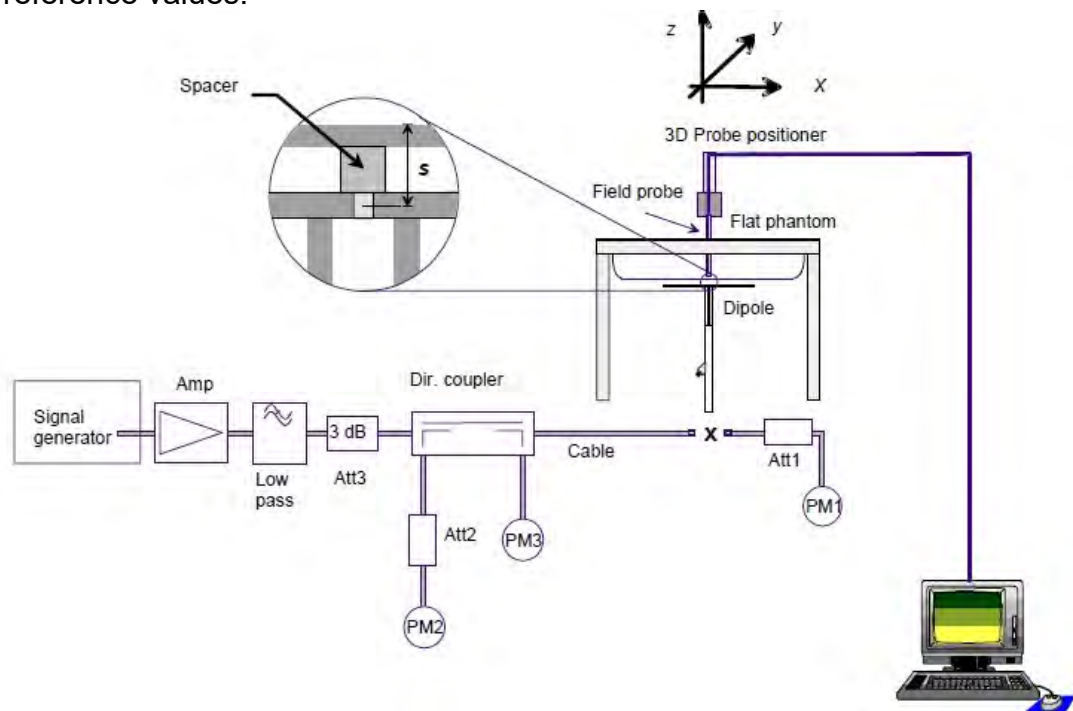 reference values.
z
y
X
Spacer
s
3D Probe positioner
Field probe
Flat phantom
Dipole
Signal
generator
Amp
Low
pass
3 dB
Att3
Dir. coupler
Cable
x
Att1
PM1
Att2
PM3
PM2